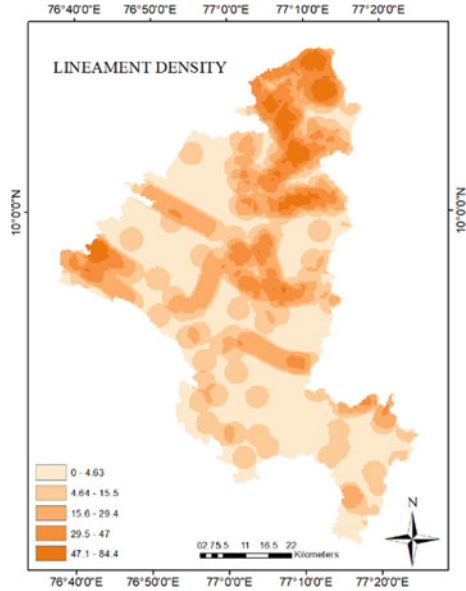 76°40'0"E 76°50'0"E 77°0'0"E 77°10'0"E 77°20'0"E
LINEAMENT DENSITY
10°0'0"N
10°0'0"N
0 - 4.63
4.64 - 15.5
15.6 - 29.4
29.5 - 47
47.1 - 84.4
N
02.755.5 11 16.5 22
Kilometers
76°40'0"E 76°50'0"E 77°0'0"E 77°10'0"E 77°20'0"E